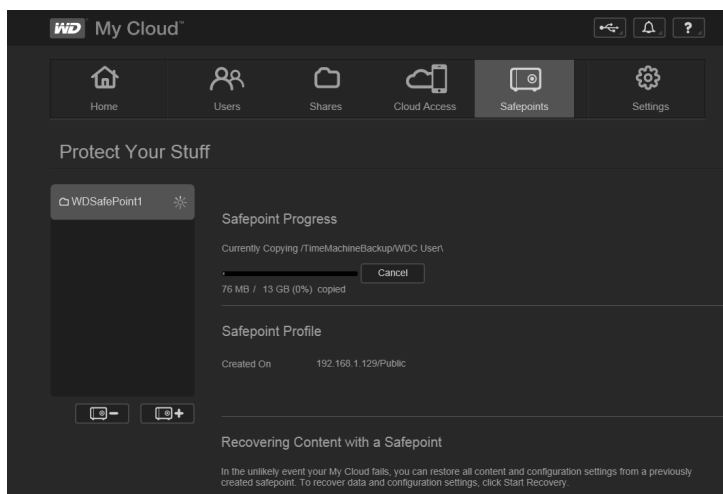 WD My Cloud™
?
Home Users Shares Cloud Access Safepoints Settings
Protect Your Stuff
WDSafePoint1
Safepoint Progress
Currently Copying /TimeMachineBackup/WDC User\
Cancel
76 MB / 13 GB (0%) copied
Safepoint Profile
Created On 192.168.1.129/Public
Recovering Content with a Safepoint
In the unlikely event your My Cloud fails, you can restore all content and configuration settings from a previously
created safepoint. To recover data and configuration settings, click Start Recovery.